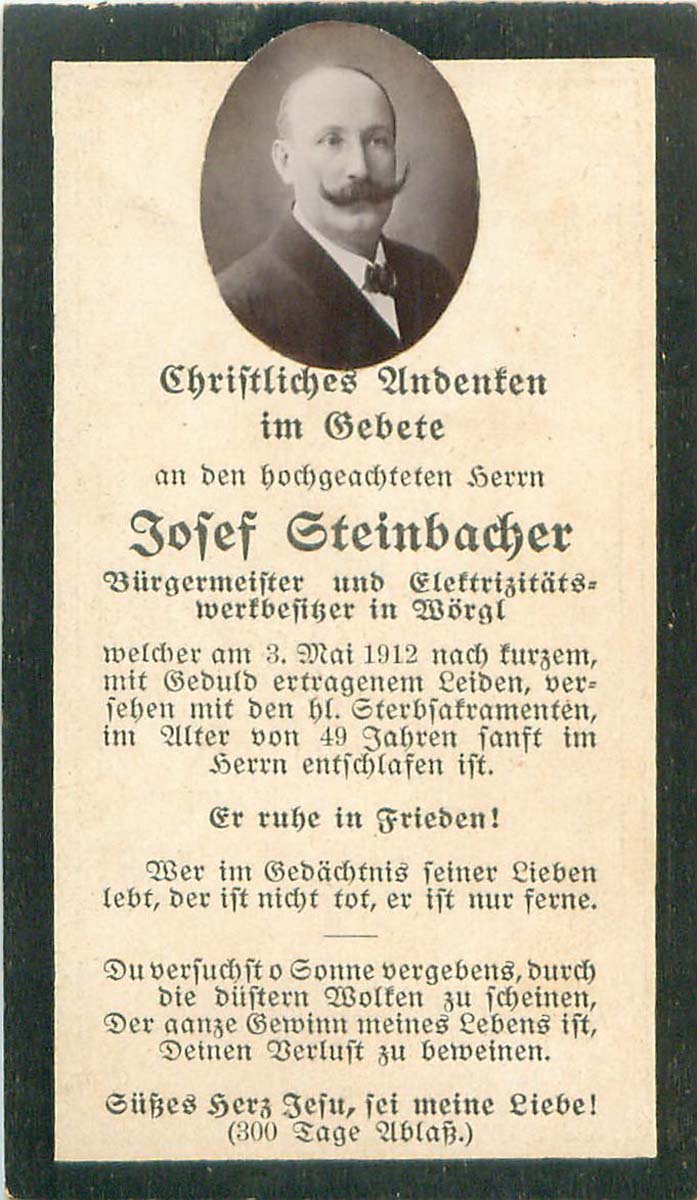 Christliches Andenken
im Gebete
an den hochgeachteten Herrn
Josef Steinbacher
Bürgermeister und Elektrizitäts-
werkbesitzer in Wörgl
welcher am 3. Mai 1912 nach kurzem,
mit Geduld ertragenem Leiden, ver-
sehen mit den hl. Sterbsakramenten,
im Alter von 49 Jahren sanft im
Herrn entschlafen ist.
Er ruhe in Frieden!
Wer im Gedächtnis seiner Lieben
lebt, der ist nicht tot, er ist nur ferne.
Du versuchst o Sonne vergebens, durch
die düstern Wolken zu scheinen,
Der ganze Gewinn meines Lebens ist,
Deinen Verlust zu beweinen.
Süßes Herz Jesu, sei meine Liebe!
(300 Tage Ablaß.)